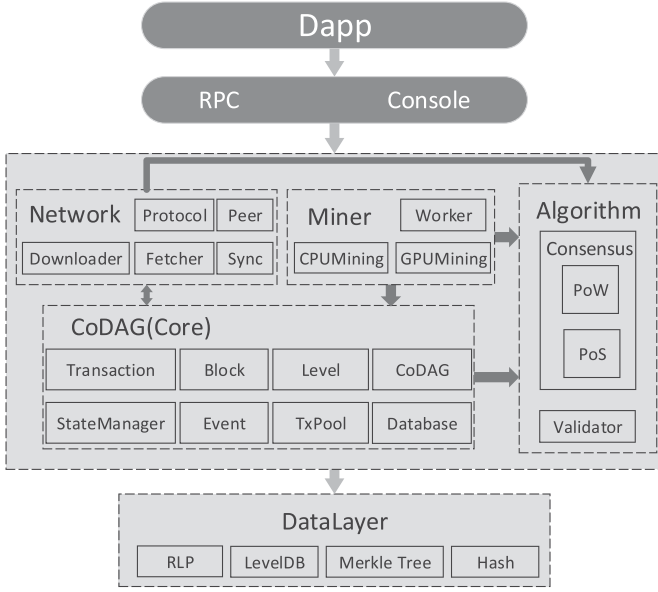 Dapp
RPC Console
Network
Protocol
Peer
Downloader
Fetcher
Sync
Miner
Worker
CPUMining
GPUMining
Algorithm
Consensus
PoW
PoS
Validator
CoDAG(Core)
Transaction
Block
Level
CoDAG
StateManager
Event
TxPool
Database
DataLayer
RLP
LevelDB
Merkle Tree
Hash